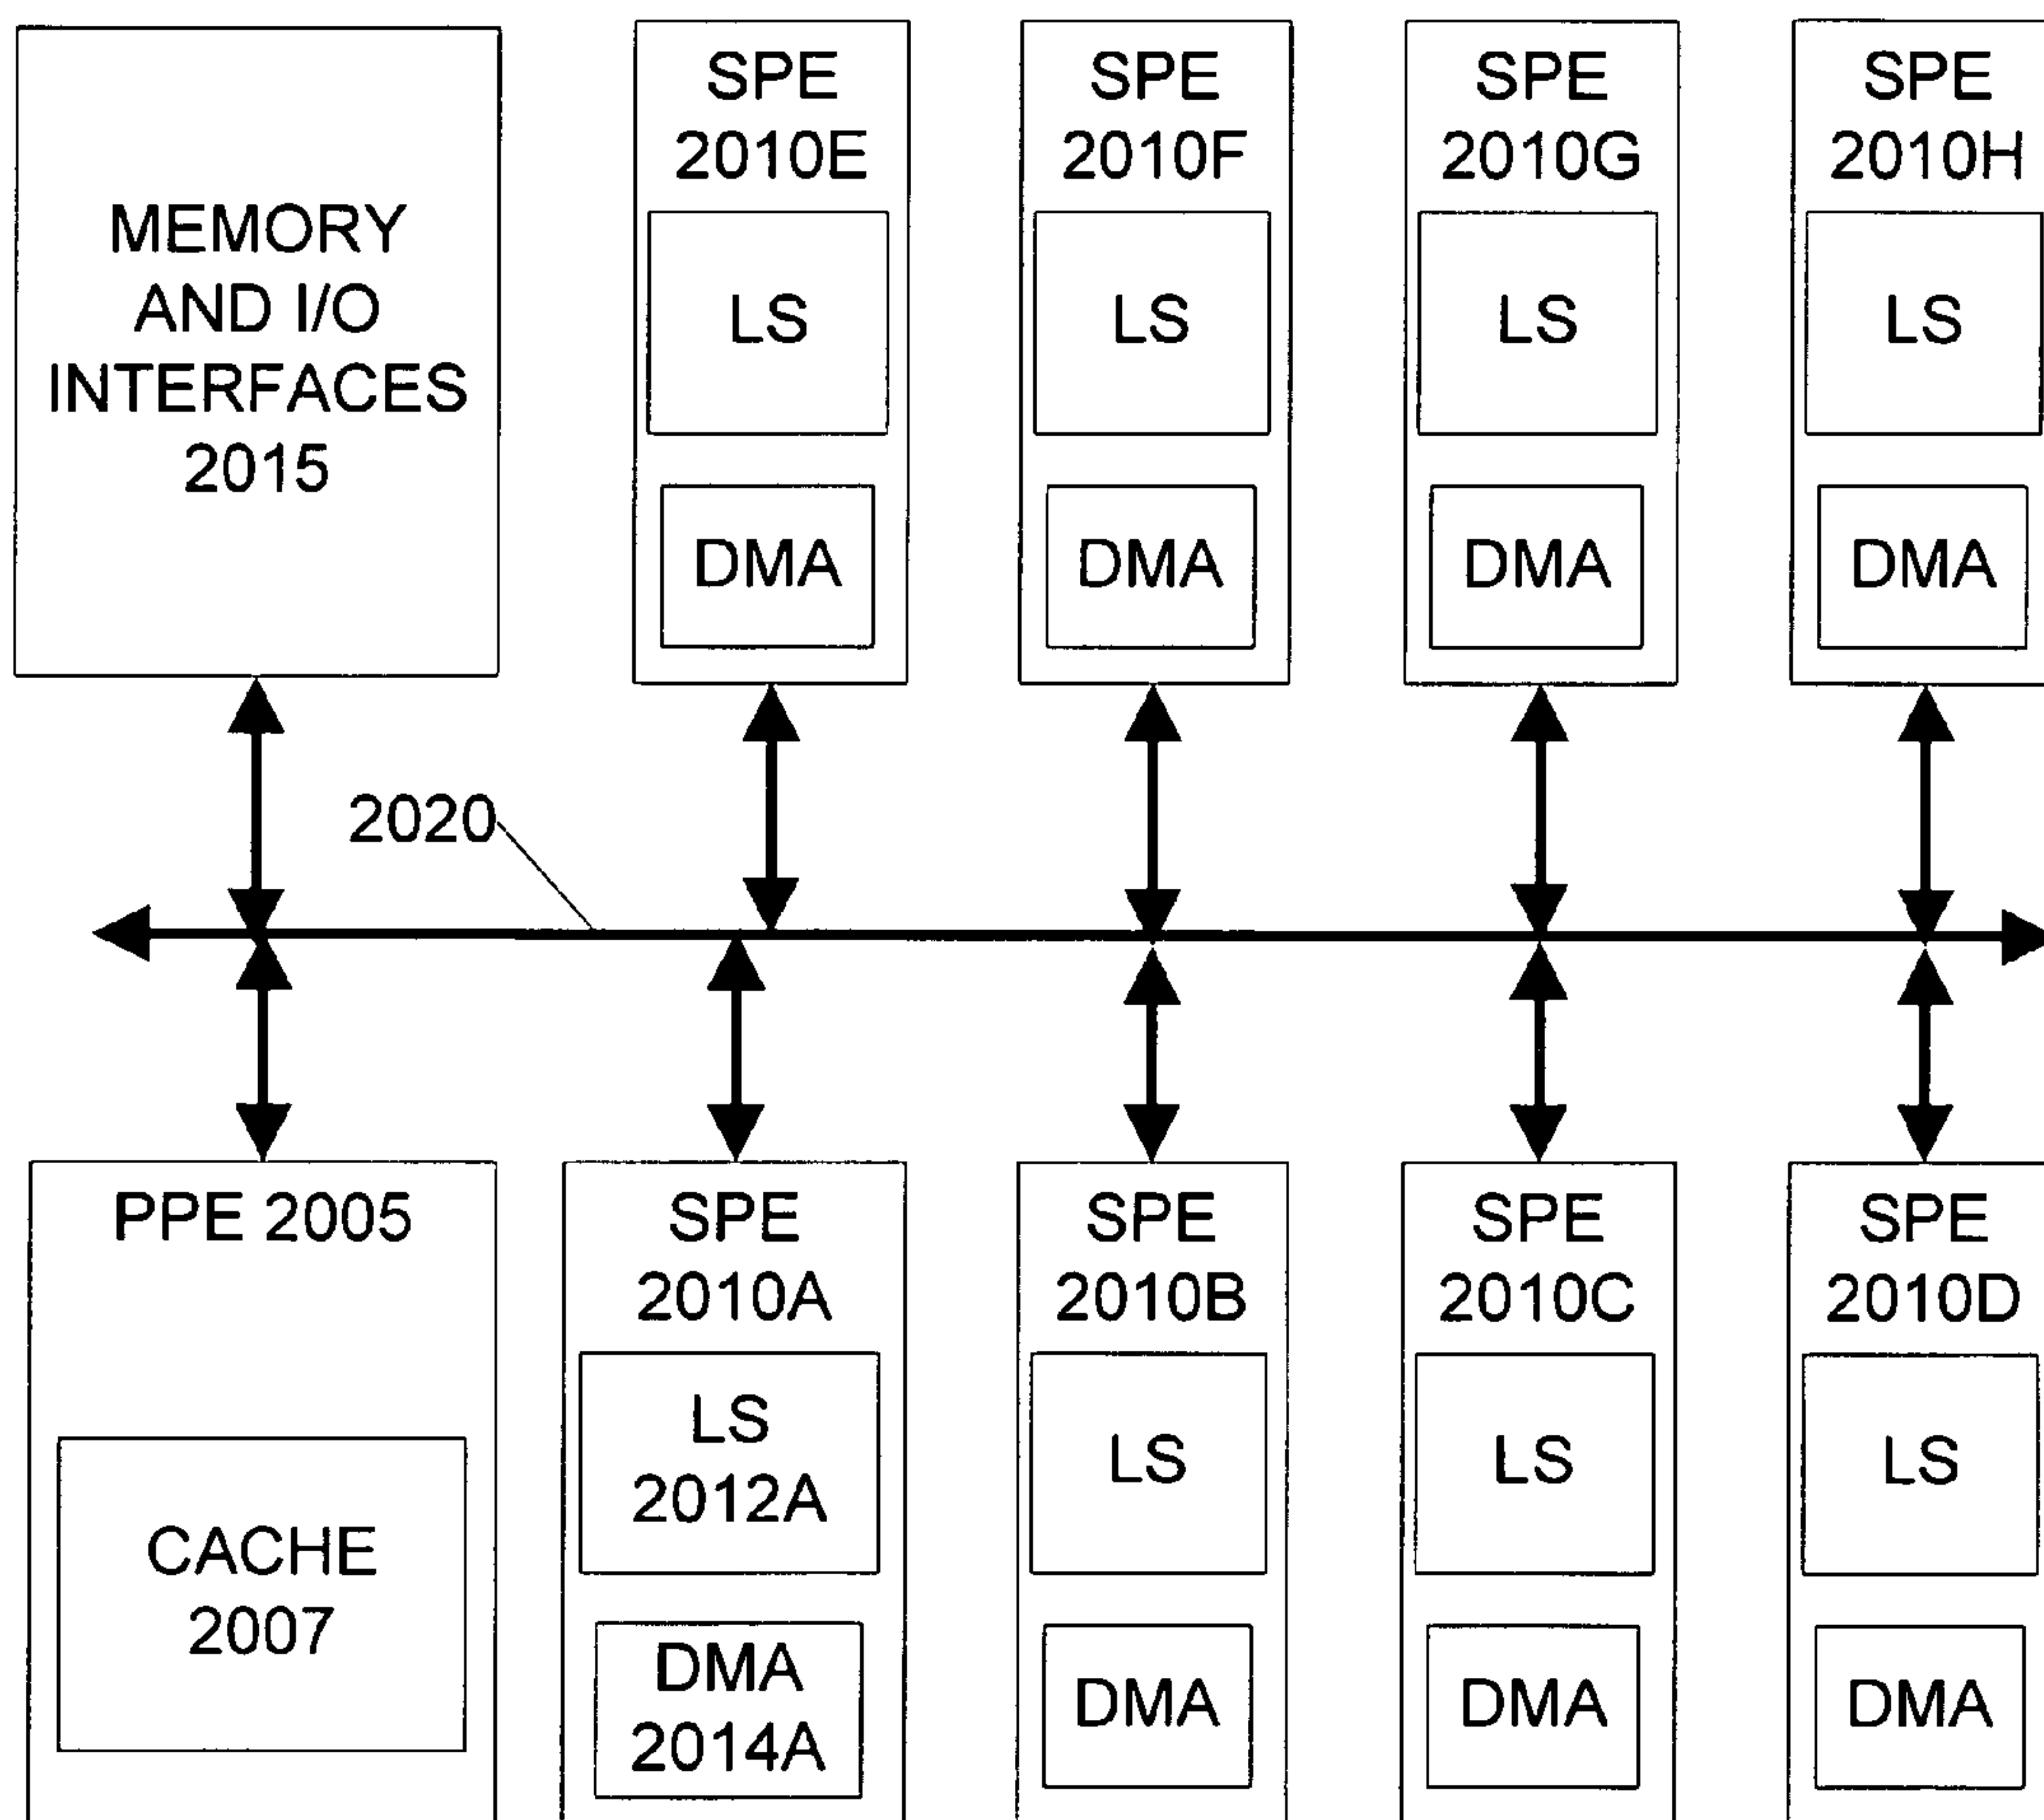 MEMORY
AND I/O
INTERFACES
2015
SPE
2010E
LS
DMA
SPE
2010F
LS
DMA
SPE
2010G
LS
DMA
SPE
2010H
LS
DMA
2020
PPE 2005
CACHE
2007
SPE
2010A
LS
2012A
DMA
2014A
SPE
2010B
LS
DMA
SPE
2010C
LS
DMA
SPE
2010D
LS
DMA